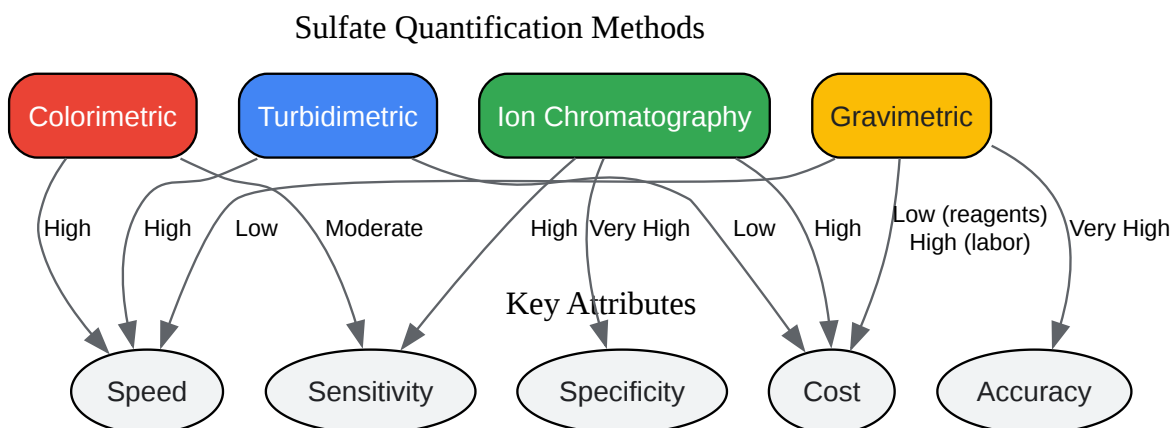 Sulfate Quantification Methods
Colorimetric
Turbidimetric
Ion Chromatography
Gravimetric
High
High
Low
Moderate
High
Very High
Low
High
Low (reagents)
High (labor)
Very High
Key Attributes
Speed
Sensitivity
Specificity
Cost
Accuracy